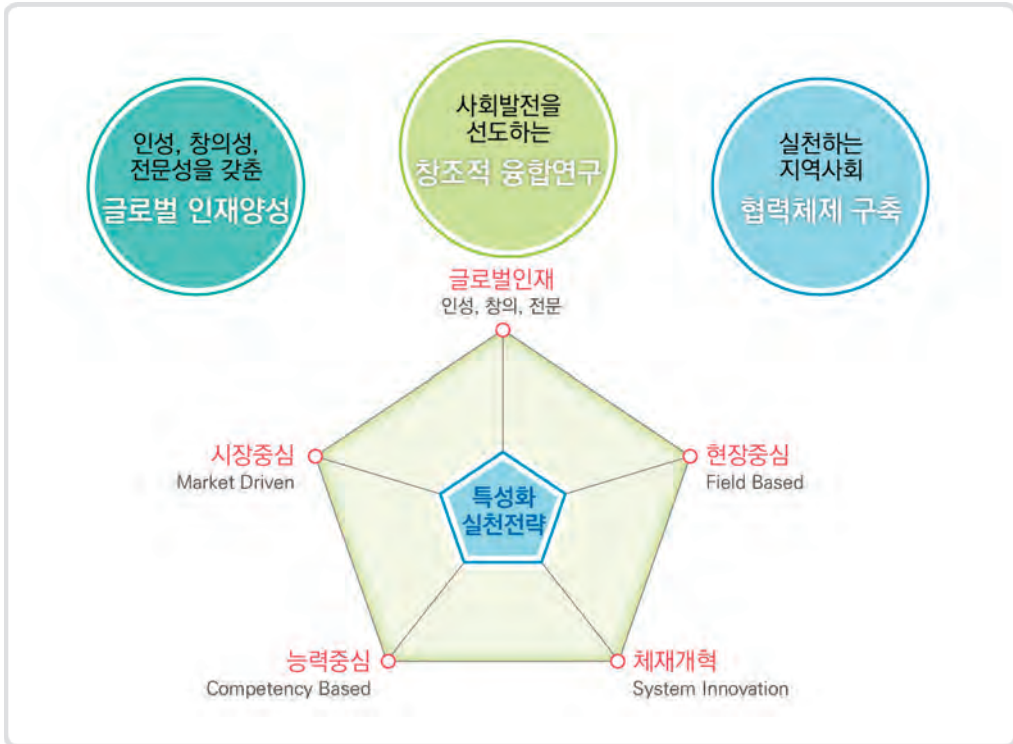 인성, 창의성,
전문성을 갖춘
글로벌 인재양성
사회발전을
선도하는
창조적 융합연구
실천하는
지역사회
협력체제 구축
글로벌인재
인성, 창의, 전문
시장중심
Market Driven
현장중심
Field Based
특성화
실천전략
능력중심
Competency Based
체재개혁
System Innovation